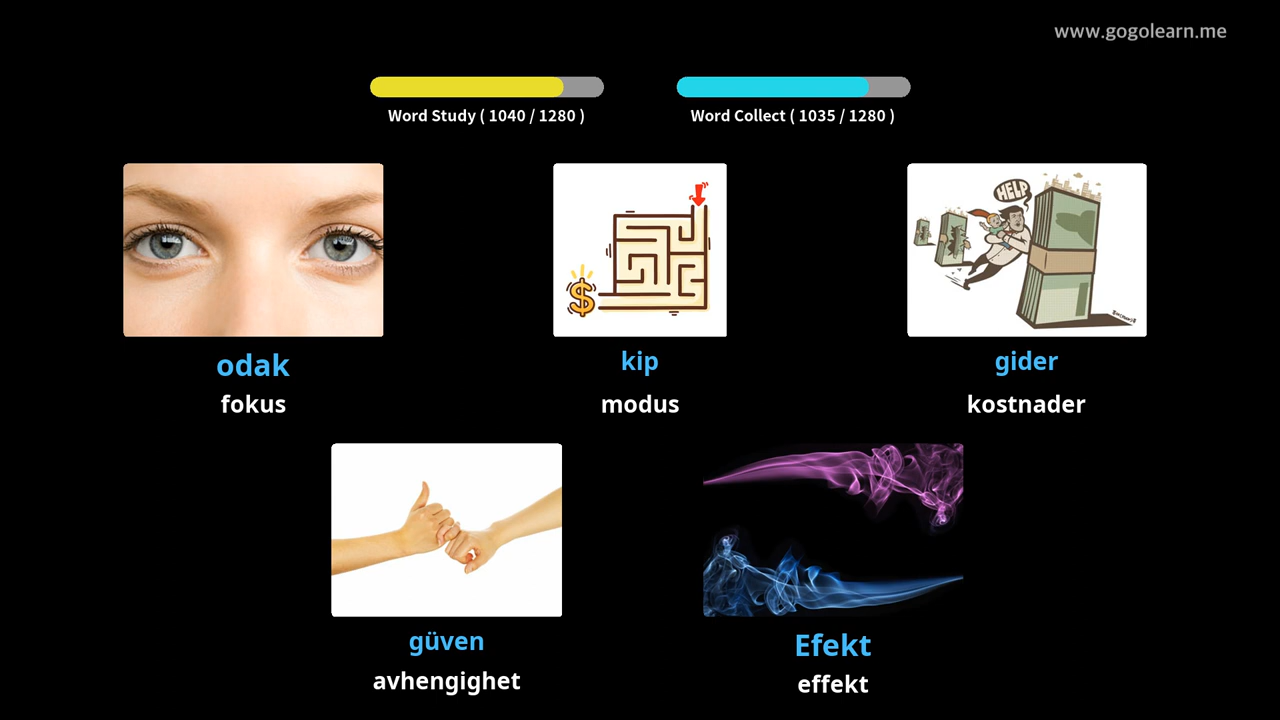 www.gogolearn.me
Word Study ( 1040 / 1280 )
Word Collect ( 1035 / 1280 )
HELP
odak
fokus
kip
modus
gider
kostnader
güven
avhengighet
Efekt
effekt